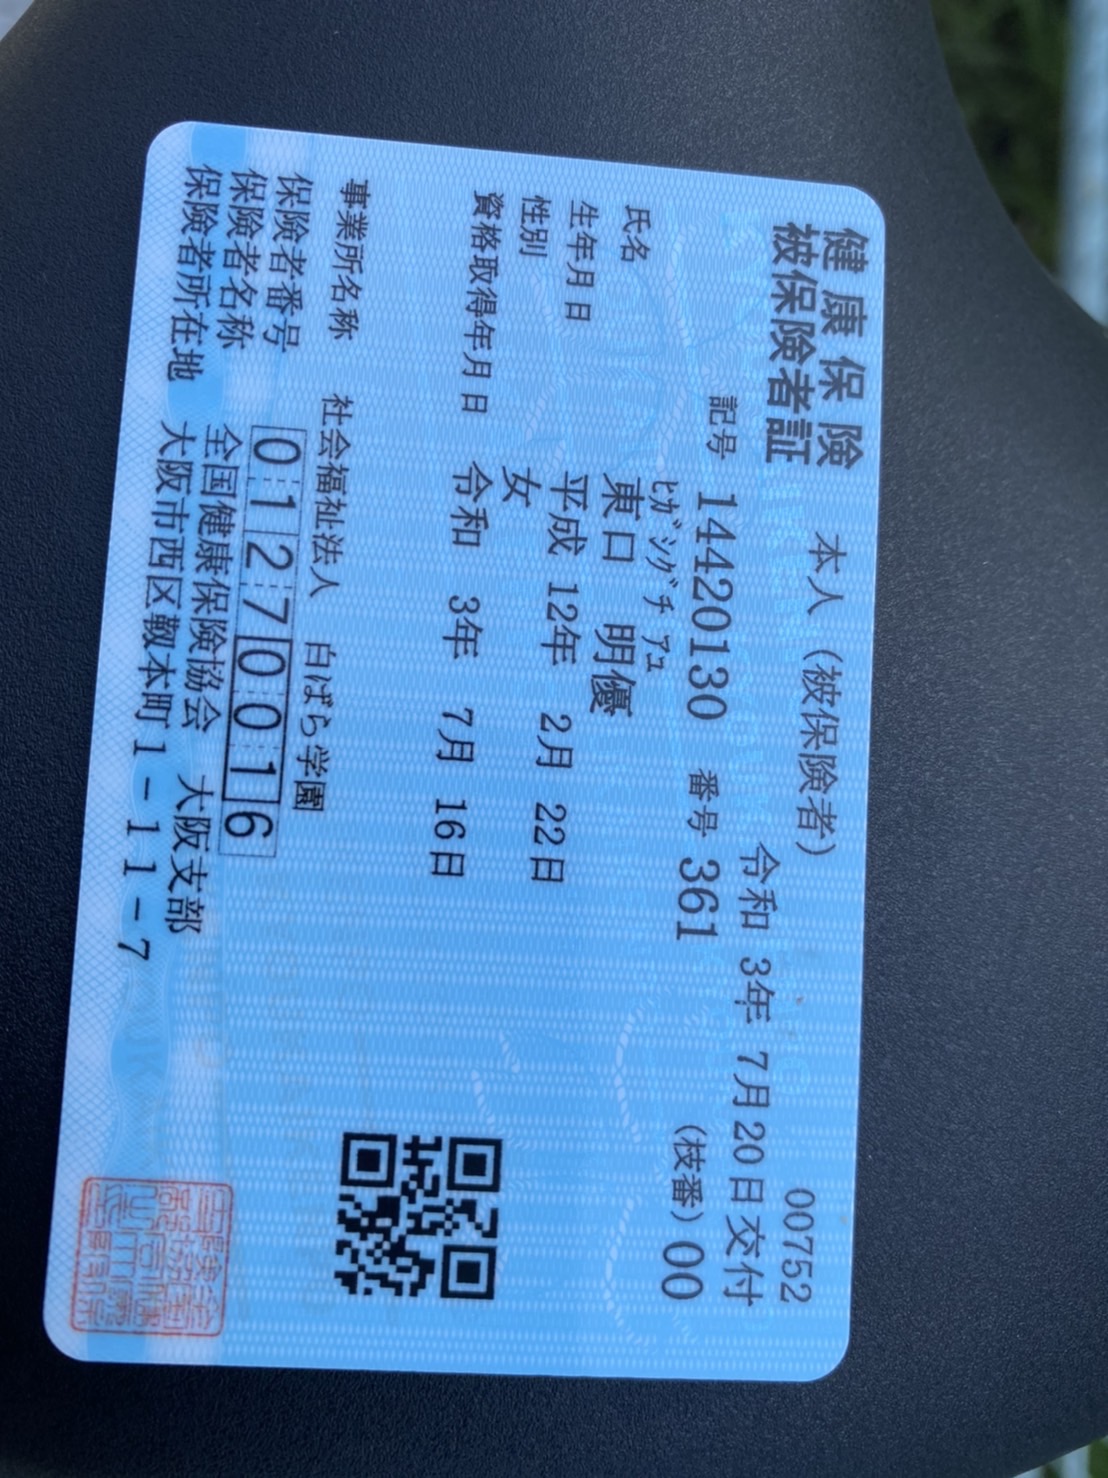 健康保険
被保険者証
本人（被保険者）
00752
令和 3年 7月20日交付
記号 14420130 番号 361 （枝番）00
ﾋｶﾞｼｸﾞﾁ ｱﾕ
氏名 東口 明優
生年月日 平成 12年 2月 22日
性別 女
資格取得年月日 令和 3年 7月 16日
事業所名称 社会福祉法人 白ばら学園
保険者番号 01270016
保険者名称 全国健康保険協会 大阪支部
保険者所在地 大阪市西区靱本町1-11-7